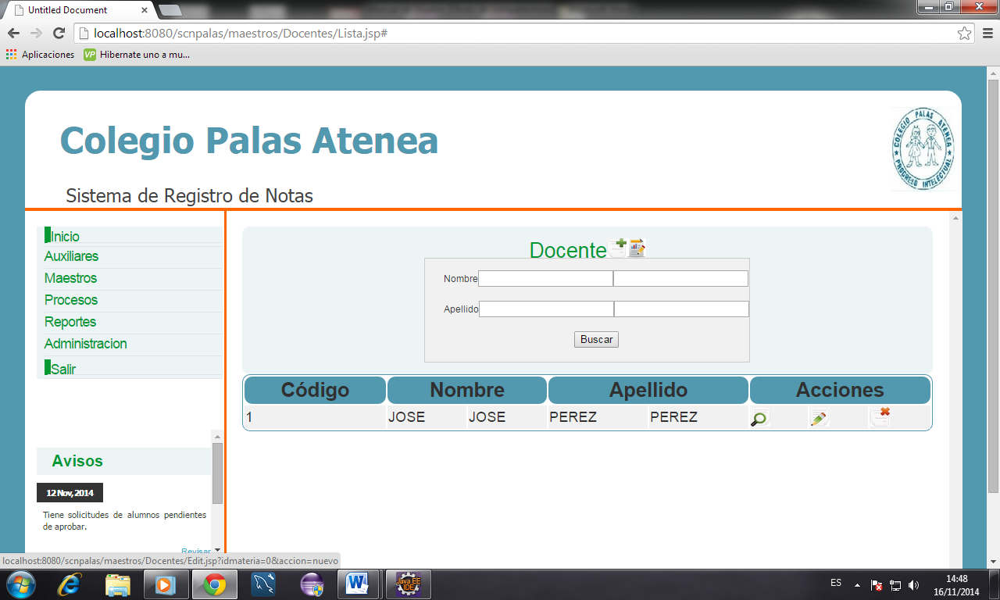 Untitled Document
localhost:8080/scnpalas/maestros/Docentes/Lista.jsp#
Aplicaciones VP Hibernate uno a mu...
Colegio Palas Atenea
COLEGIO PALAS ATENEA
PROGRESO INTELECTUAL
Sistema de Registro de Notas
Inicio
Auxiliares
Maestros
Procesos
Reportes
Administracion
Salir
Avisos
12 Nov, 2014
Tiene solicitudes de alumnos pendientes
de aprobar.
Revisar
Docente
Nombre
Apellido
Buscar
Código Nombre Apellido Acciones
1 JOSE JOSE PEREZ PEREZ
localhost:8080/scnpalas/maestros/Docentes/Edit.jsp?idmateria=0&accion=nuevo
Java EE
IDE
ES
14:48
16/11/2014